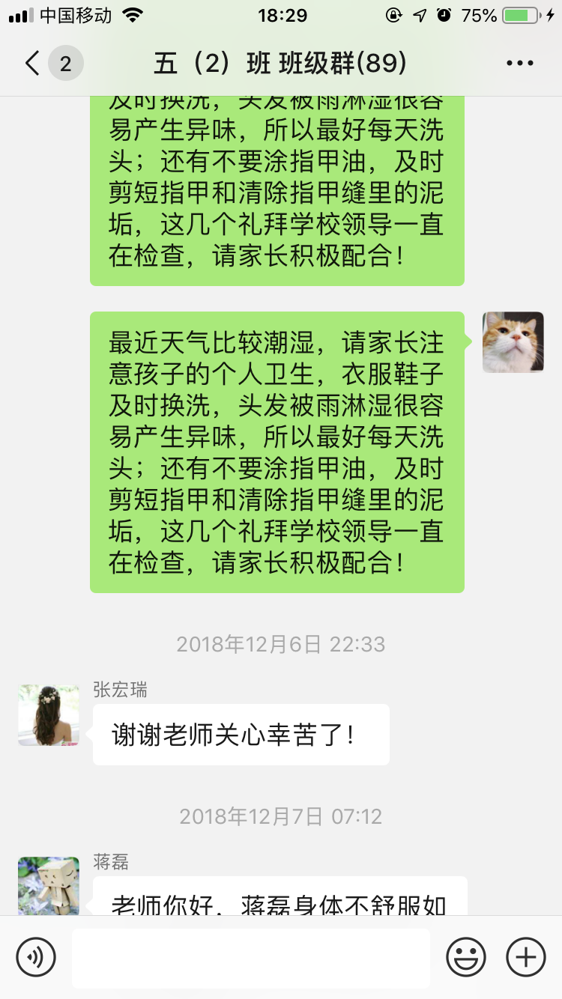 中国移动 18:29 75%
2 五（2）班 班级群(89)
及时换洗，头发被雨淋湿很容
易产生异味，所以最好每天洗
头；还有不要涂指甲油，及时
剪短指甲和清除指甲缝里的泥
垢，这几个礼拜学校领导一直
在检查，请家长积极配合！
最近天气比较潮湿，请家长注
意孩子的个人卫生，衣服鞋子
及时换洗，头发被雨淋湿很容
易产生异味，所以最好每天洗
头；还有不要涂指甲油，及时
剪短指甲和清除指甲缝里的泥
垢，这几个礼拜学校领导一直
在检查，请家长积极配合！
2018年12月6日 22:33
张宏瑞
谢谢老师关心幸苦了！
2018年12月7日 07:12
蒋磊
老师你好，蒋磊身体不舒服如